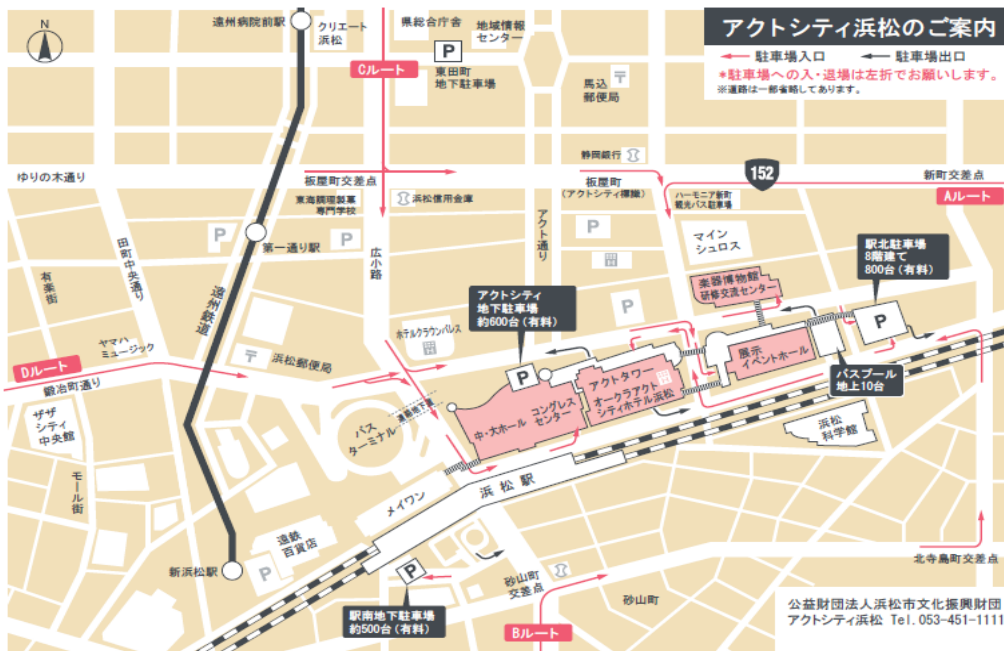 アクトシティ浜松のご案内
駐車場入口 駐車場出口
*駐車場への入・退場は左折でお願いします。
※道路は一部省略してあります。
N
遠州病院前駅
クリエート
浜松
県総合庁舎
地域情報
センター
P
東田町
地下駐車場
Cルート
馬込
郵便局
静岡銀行
ゆりの木通り
板屋町交差点
浜松信用金庫
板屋町
(アクトシティ標識)
152
新町交差点
Aルート
ハーモニア新町
観光バス駐車場
東海調理製菓
専門学校
P
P
第一通り駅
広小路
アクト通り
P
マイン
シュロス
駅北駐車場
8階建て
800台(有料)
田町中央通り
有楽街
遠州鉄道
楽器博物館
研修交流センター
アクトシティ
地下駐車場
約600台(有料)
P
P
ホテルクラウンパレス
ヤマハ
ミュージック
浜松郵便局
Dルート
鍛冶町通り
P
アクトタワー
オークラアクト
シティホテル浜松
展示
イベントホール
バスプール
地上10台
ザザ
シティ
中央館
バス
ターミナル
コングレス
センター
中・大ホール
浜松
科学館
モール街
メイワン
浜松駅
遠鉄
百貨店
新浜松駅
P
P
駅南地下駐車場
約500台(有料)
砂山町
交差点
砂山町
Bルート
北寺島町交差点
公益財団法人浜松市文化振興財団
アクトシティ浜松 Tel.053-451-1111